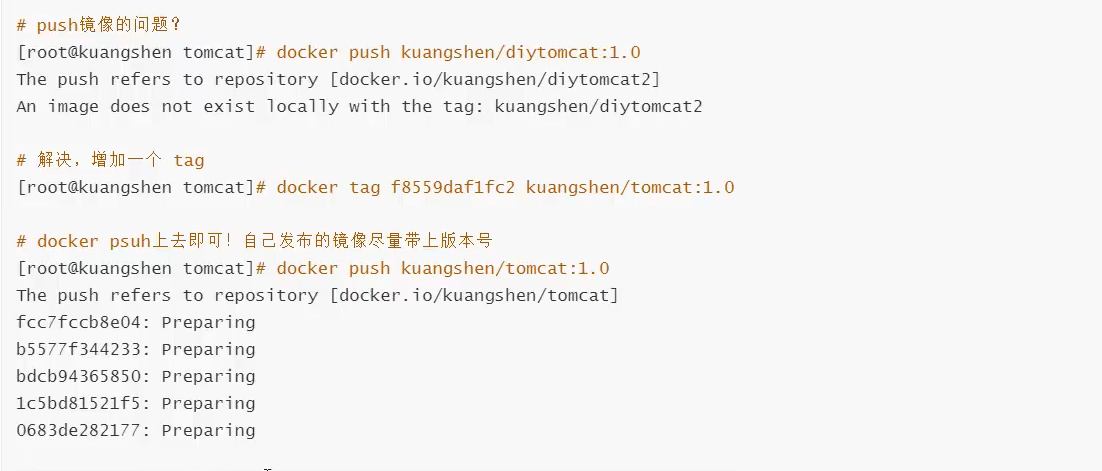 # push镜像的问题？
[root@kuangshen tomcat]# docker push kuangshen/diytomcat:1.0
The push refers to repository [docker.io/kuangshen/diytomcat2]
An image does not exist locally with the tag: kuangshen/diytomcat2
# 解决，增加一个 tag
[root@kuangshen tomcat]# docker tag f8559daf1fc2 kuangshen/tomcat:1.0
# docker psuh上去即可！自己发布的镜像尽量带上版本号
[root@kuangshen tomcat]# docker push kuangshen/tomcat:1.0
The push refers to repository [docker.io/kuangshen/tomcat]
fcc7fccb8e04: Preparing
b5577f344233: Preparing
bdcb94365850: Preparing
1c5bd81521f5: Preparing
0683de282177: Preparing